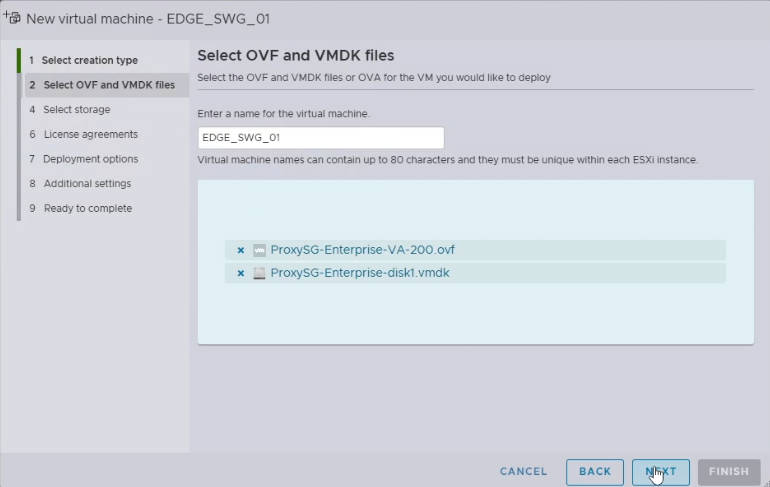 New virtual machine - EDGE_SWG_01
1 Select creation type
2 Select OVF and VMDK files
4 Select storage
6 License agreements
7 Deployment options
8 Additional settings
9 Ready to complete
Select OVF and VMDK files
Select the OVF and VMDK files or OVA for the VM you would like to deploy
Enter a name for the virtual machine.
EDGE_SWG_01
Virtual machine names can contain up to 80 characters and they must be unique within each ESXi instance.
× vm ProxySG-Enterprise-VA-200.ovf
× ProxySG-Enterprise-disk1.vmdk
CANCEL BACK NEXT FINISH